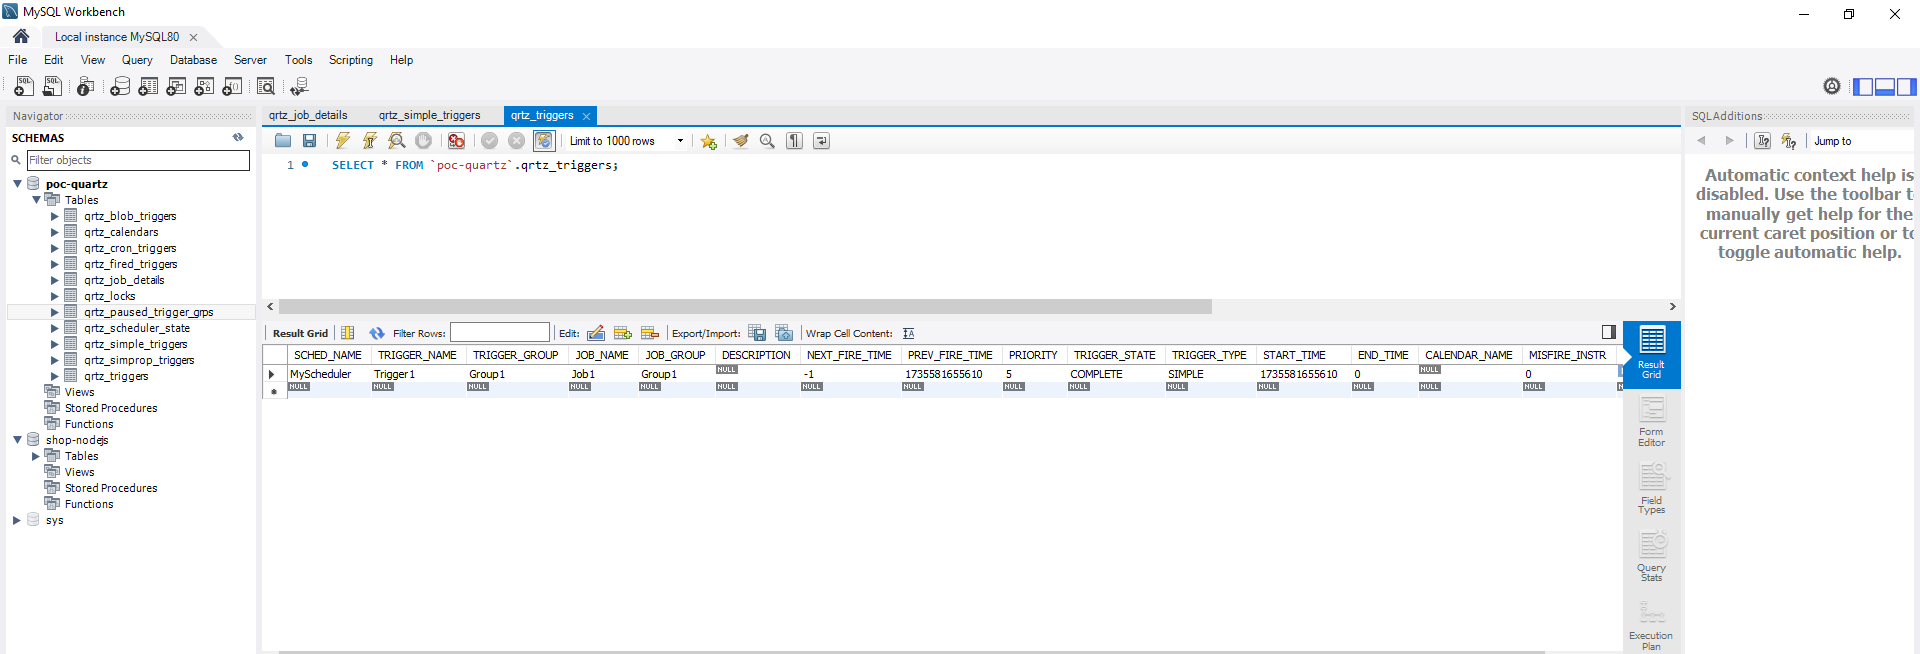 MySQL Workbench
Local instance MySQL80
File Edit View Query Database Server Tools Scripting Help
Navigator
SCHEMAS
Filter objects
poc-quartz
Tables
qrtz_blob_triggers
qrtz_calendars
qrtz_cron_triggers
qrtz_fired_triggers
qrtz_job_details
qrtz_locks
qrtz_paused_trigger_grps
qrtz_scheduler_state
qrtz_simple_triggers
qrtz_simprop_triggers
qrtz_triggers
Views
Stored Procedures
Functions
shop-nodejs
Tables
Views
Stored Procedures
Functions
sys
qrtz_job_details qrtz_simple_triggers qrtz_triggers
Limit to 1000 rows
1 SELECT * FROM `poc-quartz`.qrtz_triggers;
Result Grid Filter Rows: Edit: Export/Import: Wrap Cell Content:
SCHED_NAME TRIGGER_NAME TRIGGER_GROUP JOB_NAME JOB_GROUP DESCRIPTION NEXT_FIRE_TIME PREV_FIRE_TIME PRIORITY TRIGGER_STATE TRIGGER_TYPE START_TIME END_TIME CALENDAR_NAME MISFIRE_INSTR
MyScheduler Trigger1 Group1 Job1 Group1 NULL -1 1735581655610 5 COMPLETE SIMPLE 1735581655610 0 NULL 0
NULL NULL NULL NULL NULL NULL NULL NULL NULL NULL NULL NULL NULL NULL NULL
Result
Grid
Form
Editor
Field
Types
Query
Stats
Execution
Plan
SQLAdditions
Jump to
Automatic context help is
disabled. Use the toolbar t
manually get help for the
current caret position or to
toggle automatic help.